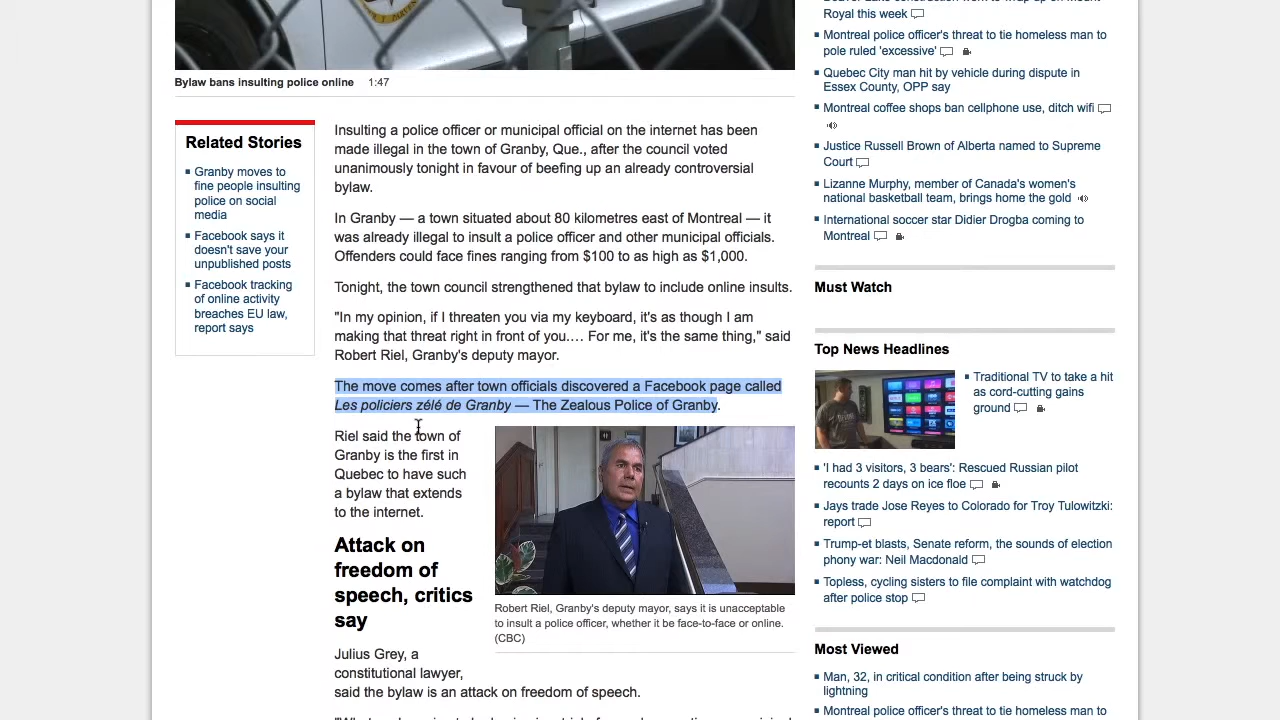 Bylaw bans insulting police online 1:47
Related Stories
Granby moves to
fine people insulting
police on social
media
Facebook says it
doesn't save your
unpublished posts
Facebook tracking
of online activity
breaches EU law,
report says
Insulting a police officer or municipal official on the internet has been
made illegal in the town of Granby, Que., after the council voted
unanimously tonight in favour of beefing up an already controversial
bylaw.
In Granby — a town situated about 80 kilometres east of Montreal — it
was already illegal to insult a police officer and other municipal officials.
Offenders could face fines ranging from $100 to as high as $1,000.
Tonight, the town council strengthened that bylaw to include online insults.
"In my opinion, if I threaten you via my keyboard, it's as though I am
making that threat right in front of you.... For me, it's the same thing," said
Robert Riel, Granby's deputy mayor.
The move comes after town officials discovered a Facebook page called
Les policiers zélé de Granby — The Zealous Police of Granby.
Riel said the town of
Granby is the first in
Quebec to have such
a bylaw that extends
to the internet.
Attack on
freedom of
speech, critics
say
Julius Grey, a
constitutional lawyer,
said the bylaw is an attack on freedom of speech.
Robert Riel, Granby's deputy mayor, says it is unacceptable
to insult a police officer, whether it be face-to-face or online.
(CBC)
Royal this week
Montreal police officer's threat to tie homeless man to
pole ruled 'excessive'
Quebec City man hit by vehicle during dispute in
Essex County, OPP say
Montreal coffee shops ban cellphone use, ditch wifi
Justice Russell Brown of Alberta named to Supreme
Court
Lizanne Murphy, member of Canada's women's
national basketball team, brings home the gold
International soccer star Didier Drogba coming to
Montreal
Must Watch
Top News Headlines
Traditional TV to take a hit
as cord-cutting gains
ground
'I had 3 visitors, 3 bears': Rescued Russian pilot
recounts 2 days on ice floe
Jays trade Jose Reyes to Colorado for Troy Tulowitzki:
report
Trump-et blasts, Senate reform, the sounds of election
phony war: Neil Macdonald
Topless, cycling sisters to file complaint with watchdog
after police stop
Most Viewed
Man, 32, in critical condition after being struck by
lightning
Montreal police officer's threat to tie homeless man to